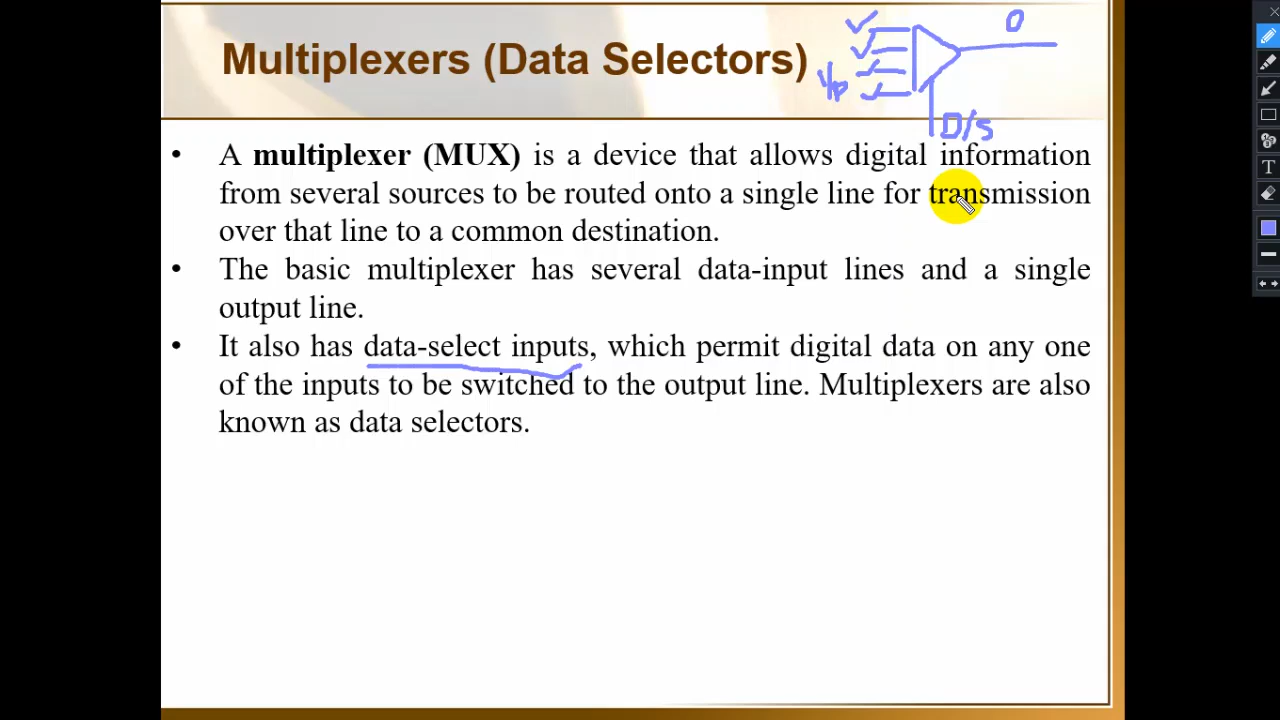 Multiplexers (Data Selectors)
O
I/p
D/S
• A multiplexer (MUX) is a device that allows digital information
from several sources to be routed onto a single line for transmission
over that line to a common destination.
• The basic multiplexer has several data-input lines and a single
output line.
• It also has data-select inputs, which permit digital data on any one
of the inputs to be switched to the output line. Multiplexers are also
known as data selectors.
T